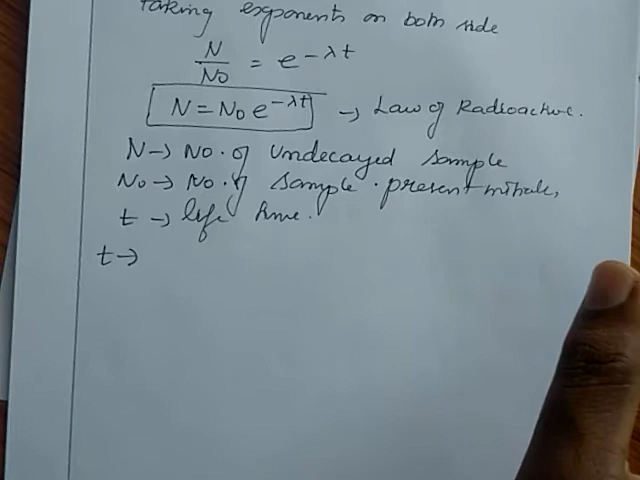 taking exponents on both side
N/No = e-λt
N = No e-λt → Law of Radioactive.
N → No. of undecayed sample
No → No. of sample present initiale,
t → life time.
t →